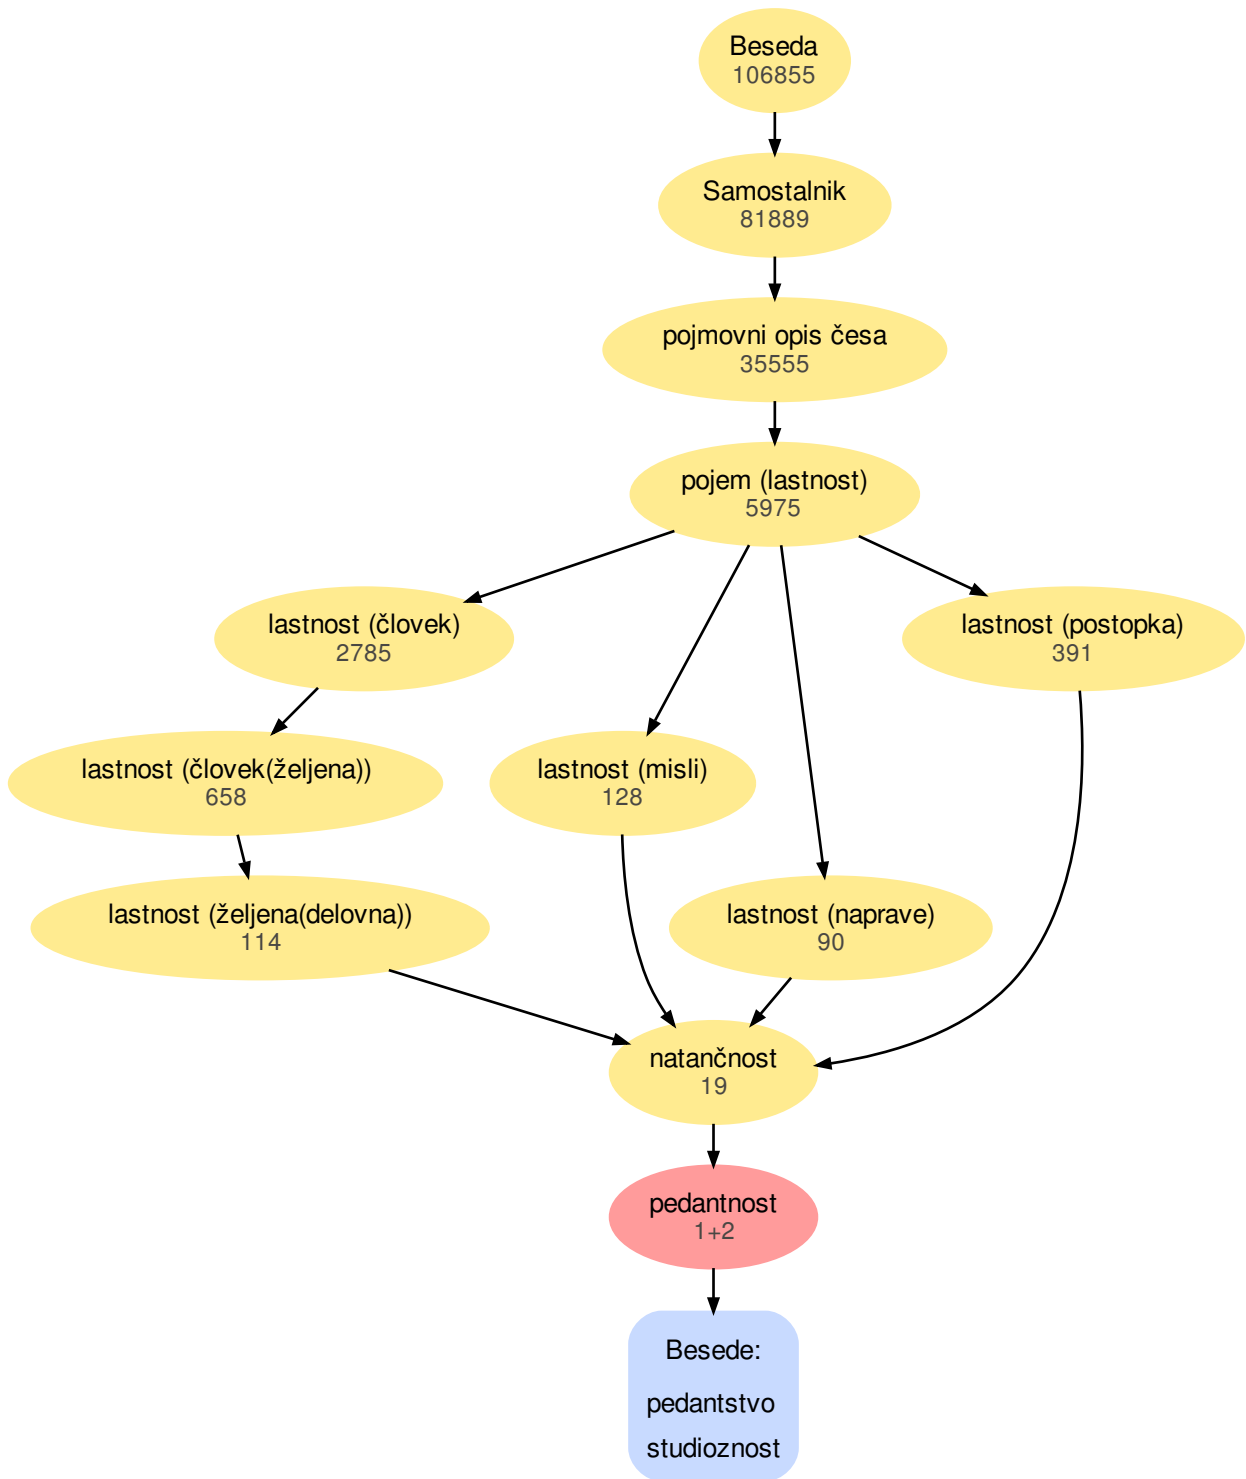 Beseda
106855
Samostalnik
81889
pojmovni opis česa
35555
pojem (lastnost)
5975
lastnost (človek)
2785
lastnost (postopka)
391
lastnost (človek(željena))
658
lastnost (misli)
128
lastnost (željena(delovna))
114
lastnost (naprave)
90
natančnost
19
pedantnost
1+2
Besede:
pedantstvo
studioznost